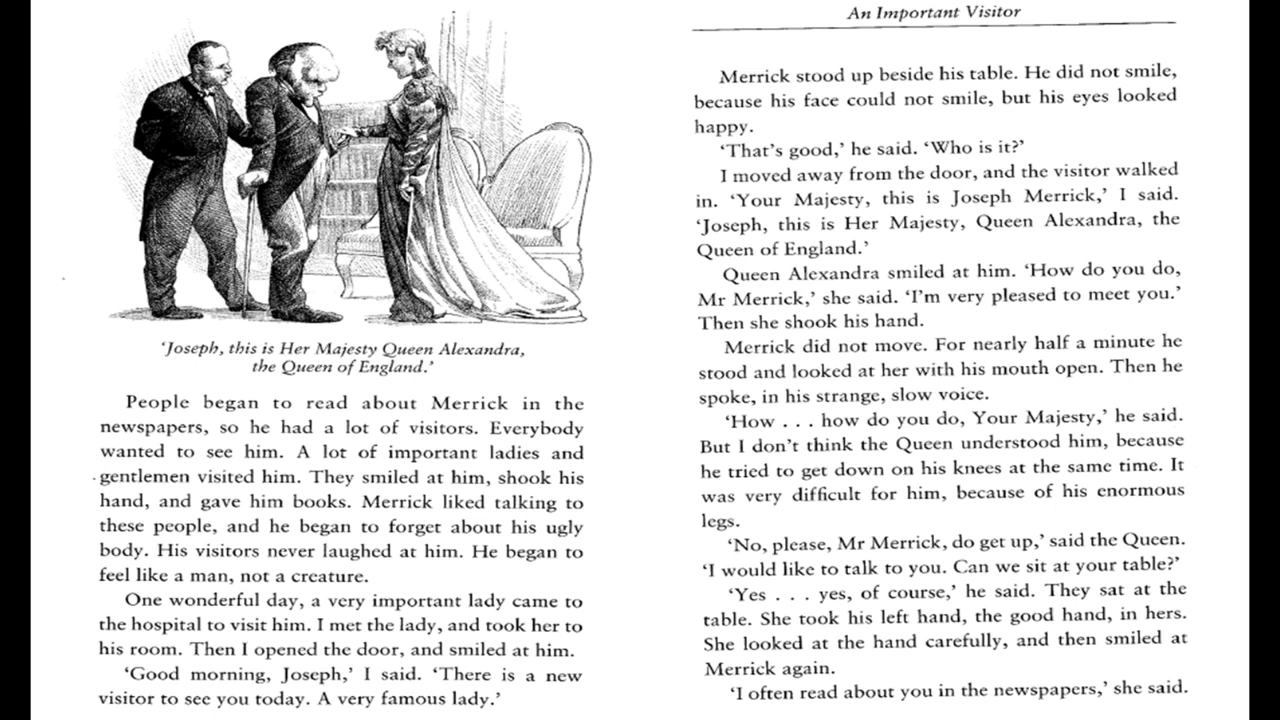 'Joseph, this is Her Majesty Queen Alexandra,
the Queen of England.'
People began to read about Merrick in the
newspapers, so he had a lot of visitors. Everybody
wanted to see him. A lot of important ladies and
gentlemen visited him. They smiled at him, shook his
hand, and gave him books. Merrick liked talking to
these people, and he began to forget about his ugly
body. His visitors never laughed at him. He began to
feel like a man, not a creature.
One wonderful day, a very important lady came to
the hospital to visit him. I met the lady, and took her to
his room. Then I opened the door, and smiled at him.
'Good morning, Joseph,' I said. 'There is a new
visitor to see you today. A very famous lady.'
An Important Visitor
Merrick stood up beside his table. He did not smile,
because his face could not smile, but his eyes looked
happy.
'That's good,' he said. 'Who is it?'
I moved away from the door, and the visitor walked
in. 'Your Majesty, this is Joseph Merrick,' I said.
'Joseph, this is Her Majesty, Queen Alexandra, the
Queen of England.'
Queen Alexandra smiled at him. 'How do you do,
Mr Merrick,' she said. 'I'm very pleased to meet you.'
Then she shook his hand.
Merrick did not move. For nearly half a minute he
stood and looked at her with his mouth open. Then he
spoke, in his strange, slow voice.
'How . . . how do you do, Your Majesty,' he said.
But I don't think the Queen understood him, because
he tried to get down on his knees at the same time. It
was very difficult for him, because of his enormous
legs.
'No, please, Mr Merrick, do get up,' said the Queen.
'I would like to talk to you. Can we sit at your table?'
'Yes . . . yes, of course,' he said. They sat at the
table. She took his left hand, the good hand, in hers.
She looked at the hand carefully, and then smiled at
Merrick again.
'I often read about you in the newspapers,' she said.